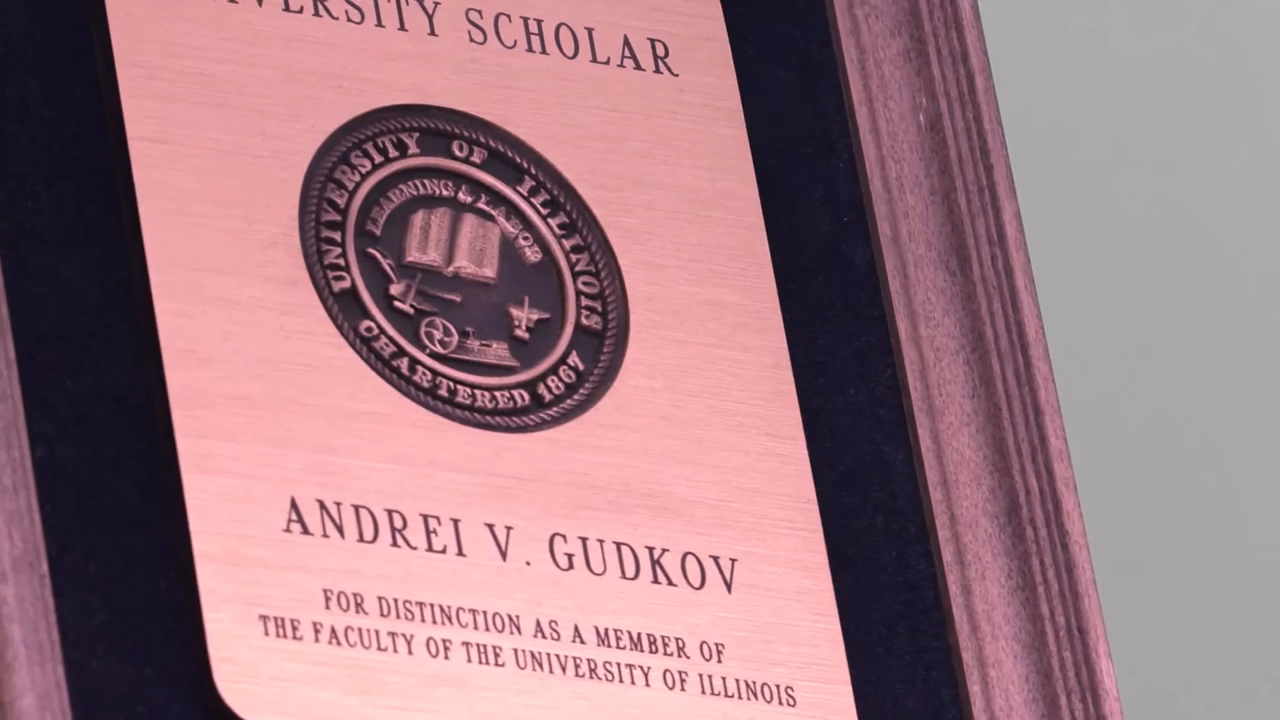 UNIVERSITY SCHOLAR
UNIVERSITY OF ILLINOIS
LEARNING & LABOR
CHARTERED 1867
ANDREI V. GUDKOV
FOR DISTINCTION AS A MEMBER OF
THE FACULTY OF THE UNIVERSITY OF ILLINOIS